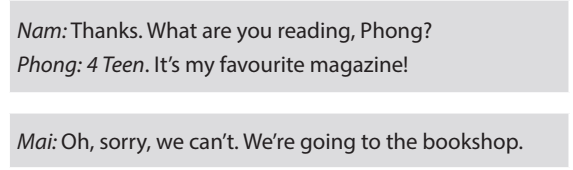 Nam: Thanks. What are you reading, Phong?
Phong: 4 Teen. It's my favourite magazine!
Mai: Oh, sorry, we can't. We're going to the bookshop.